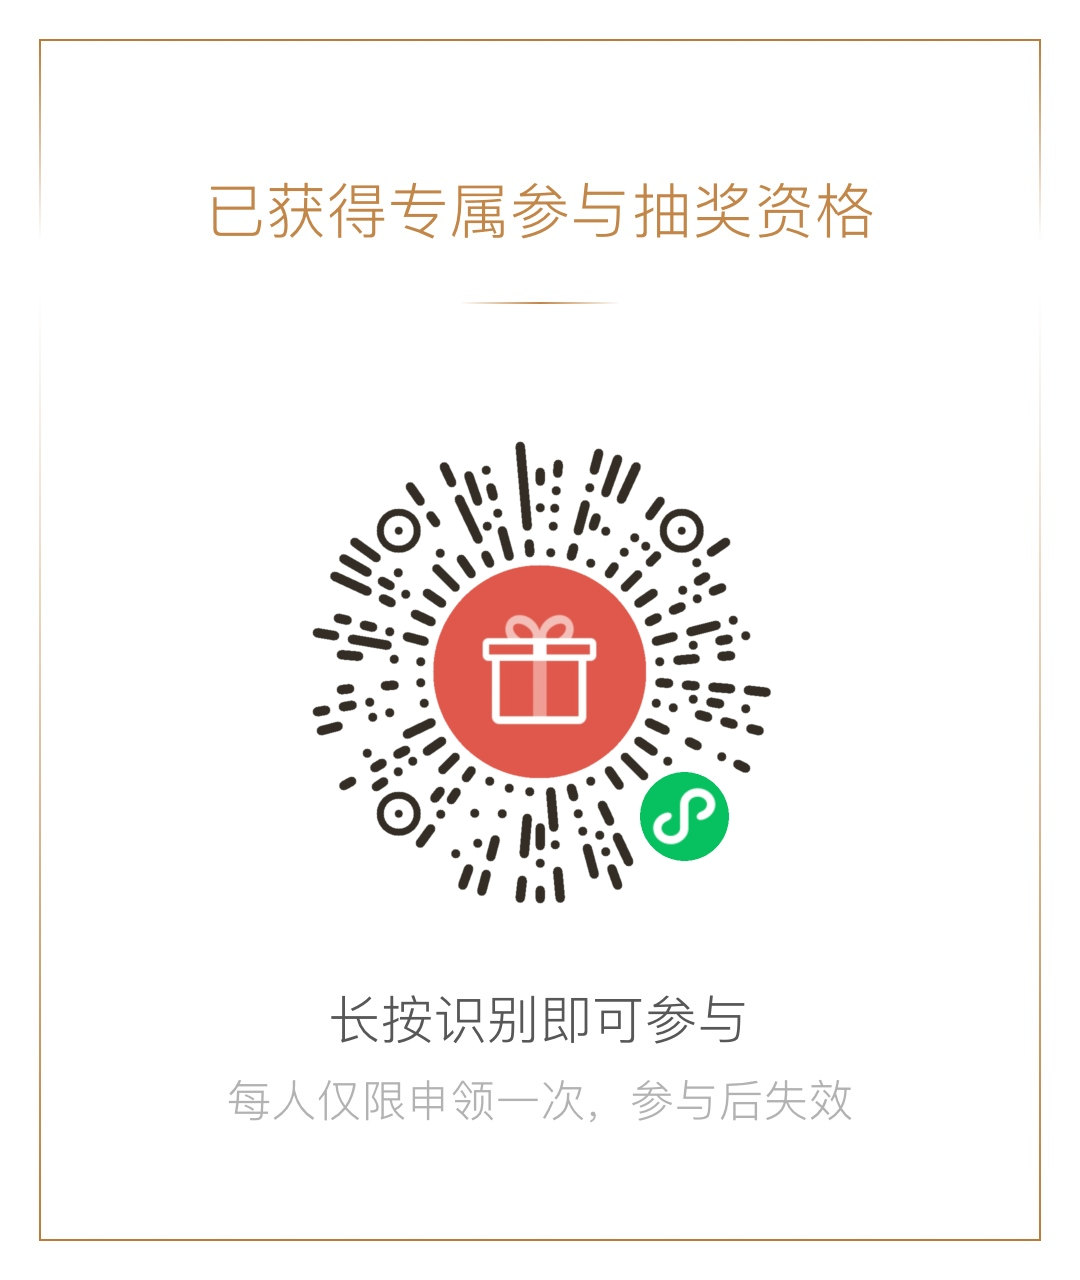 已获得专属参与抽奖资格
长按识别即可参与
每人仅限申领一次，参与后失效